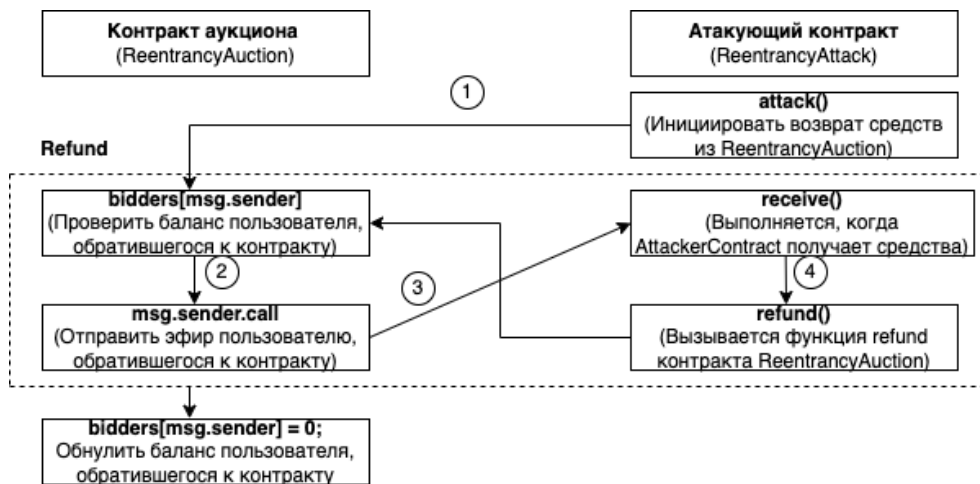 Контракт аукциона
(ReentrancyAuction)
Атакующий контракт
(ReentrancyAttack)
1
attack()
(Инициировать возврат средств
из ReentrancyAuction)
Refund
bidders[msg.sender]
(Проверить баланс пользователя,
обратившегося к контракту)
receive()
(Выполняется, когда
AttackerContract получает средства)
2
3
4
msg.sender.call
(Отправить эфир пользователю,
обратившегося к контракту)
refund()
(Вызывается функция refund
контракта ReentrancyAuction)
bidders[msg.sender] = 0;
Обнулить баланс пользователя,
обратившегося к контракту